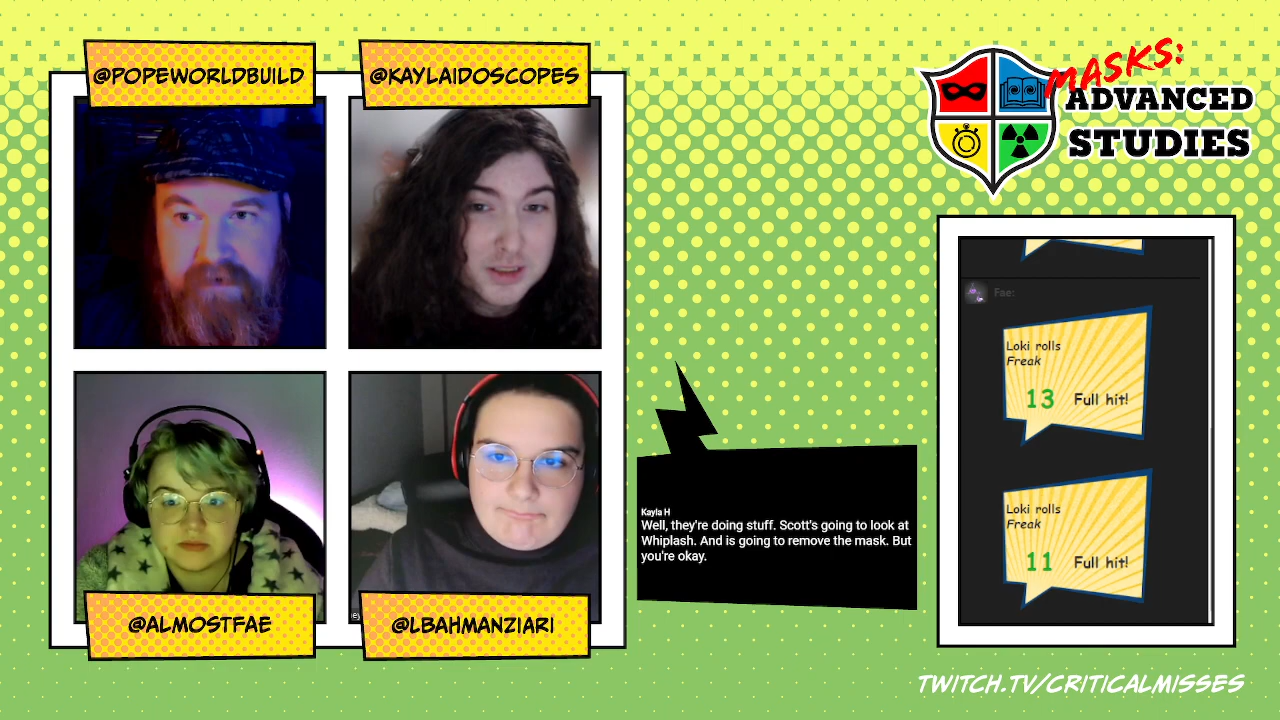 @POPEWORLDBUILD
@KAYLAIDOSCOPES
MASKS:
ADVANCED
STUDIES
Fae:
Loki rolls
Freak
13 Full hit!
Loki rolls
Freak
11 Full hit!
Kayla H
Well, they're doing stuff. Scott's going to look at
Whiplash. And is going to remove the mask. But
you're okay.
@ALMOSTFAE
@LBAHMANZIARI
TWITCH.TV/CRITICALMISSES